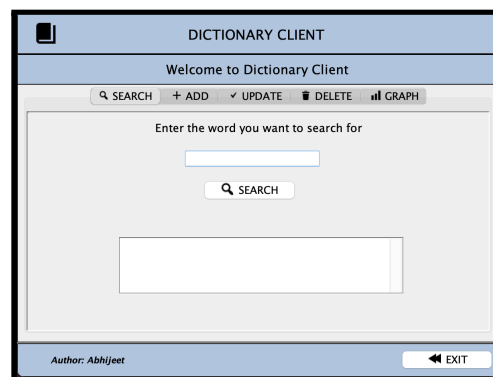 DICTIONARY CLIENT
Welcome to Dictionary Client
SEARCH ADD UPDATE DELETE GRAPH
Enter the word you want to search for
SEARCH
Author: Abhijeet EXIT